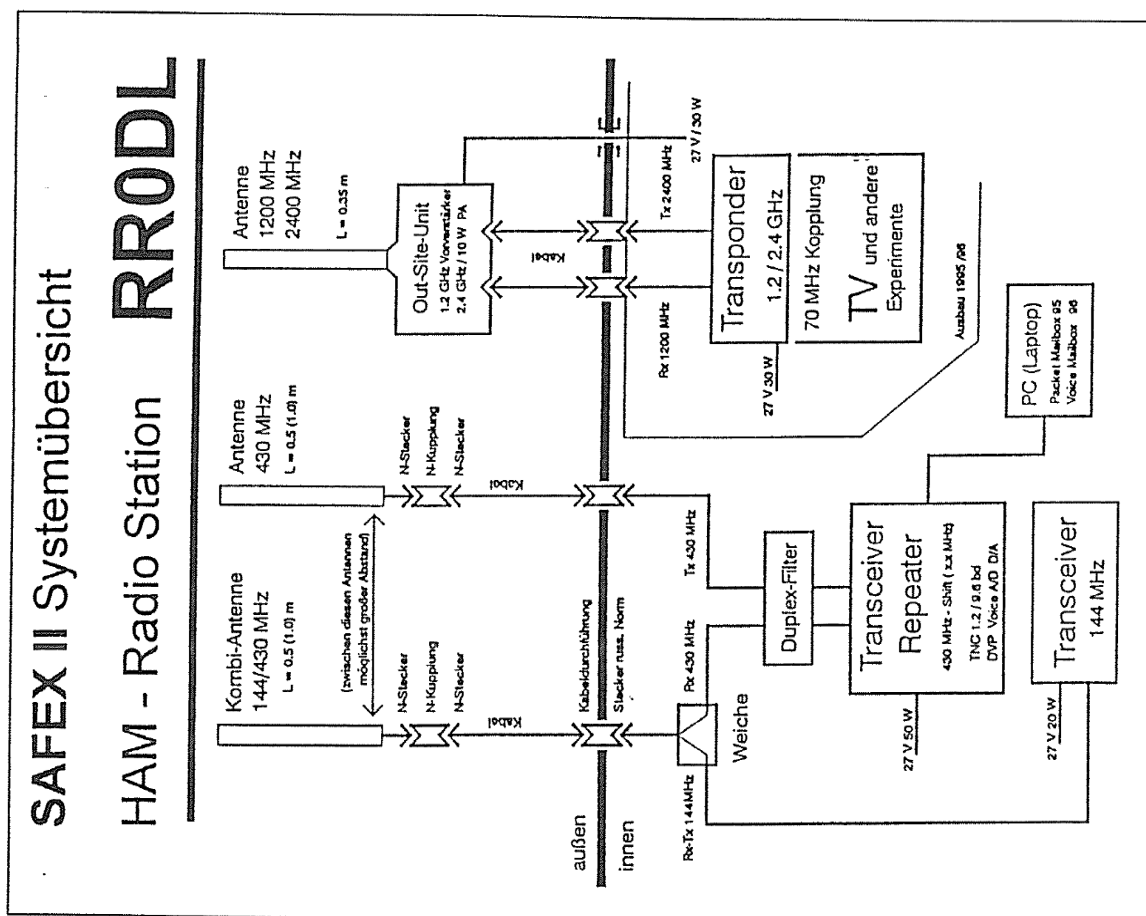 SAFEX II Systemübersicht
HAM - Radio Station RR0DL
Kombi-Antenne
144/430 MHz
L = 0.5 (1.0) m
Antenne
430 MHz
L = 0.5 (1.0) m
Antenne
1200 MHz
2400 MHz
L = 0.35 m
(zwischen diesen Antennen
möglichst großer Abstand)
N-Stecker
N-Kupplung
N-Stecker
N-Stecker
N-Kupplung
N-Stecker
Out-Site-Unit
1.2 GHz Vorverstärker
2.4 GHz / 10 W PA
Kabel
Kabel
Kabel
Kabeldurchführung
Stecker russ. Norm
außen
innen
Rx-Tx 144MHz
Rx 430 MHz
Tx 430 MHz
Rx 1200 MHz
Tx 2400 MHz
27 V / 30 W
Weiche
Duplex-Filter
Transponder
1.2 / 2.4 GHz
27 V 30 W
70 MHz Kopplung
TV und andere
Experimente
Ausbau 1995 /96
27 V 50 W
Transceiver
Repeater
430 MHz - Shift ( x.x MHz)
TNC 1.2 / 9.6 bd
DVP Voice A/D D/A
PC (Laptop)
Packet Mailbox 95
Voice Mailbox 96
27 V 20 W
Transceiver
144 MHz